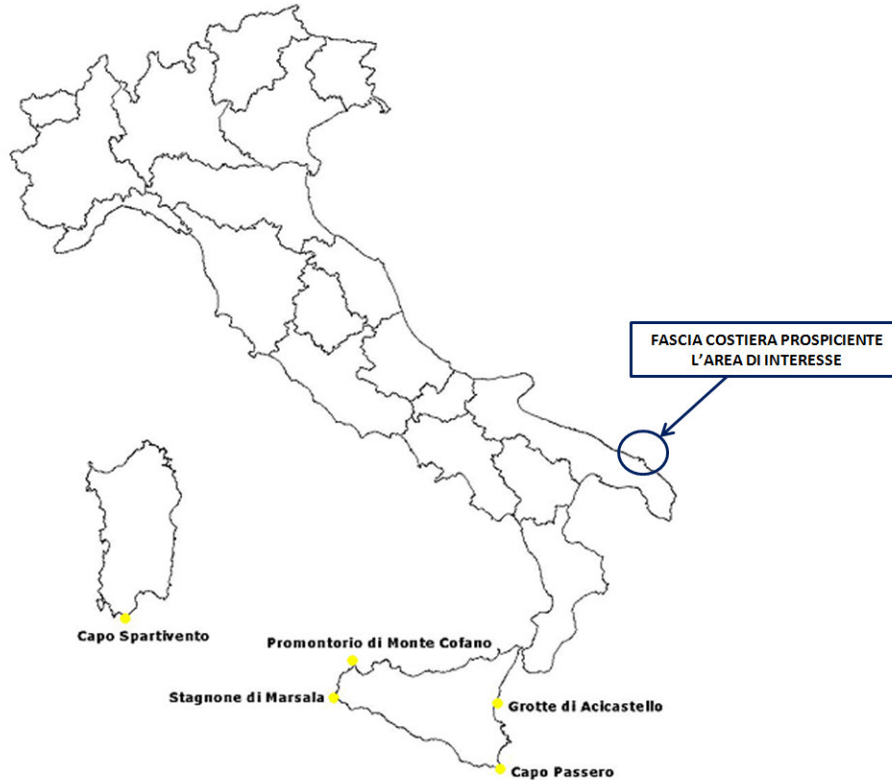 FASCIA COSTIERA PROSPICIENTE
L'AREA DI INTERESSE
Capo Spartivento
Promontorio di Monte Cofano
Stagnone di Marsala
Grotte di Acicastello
Capo Passero